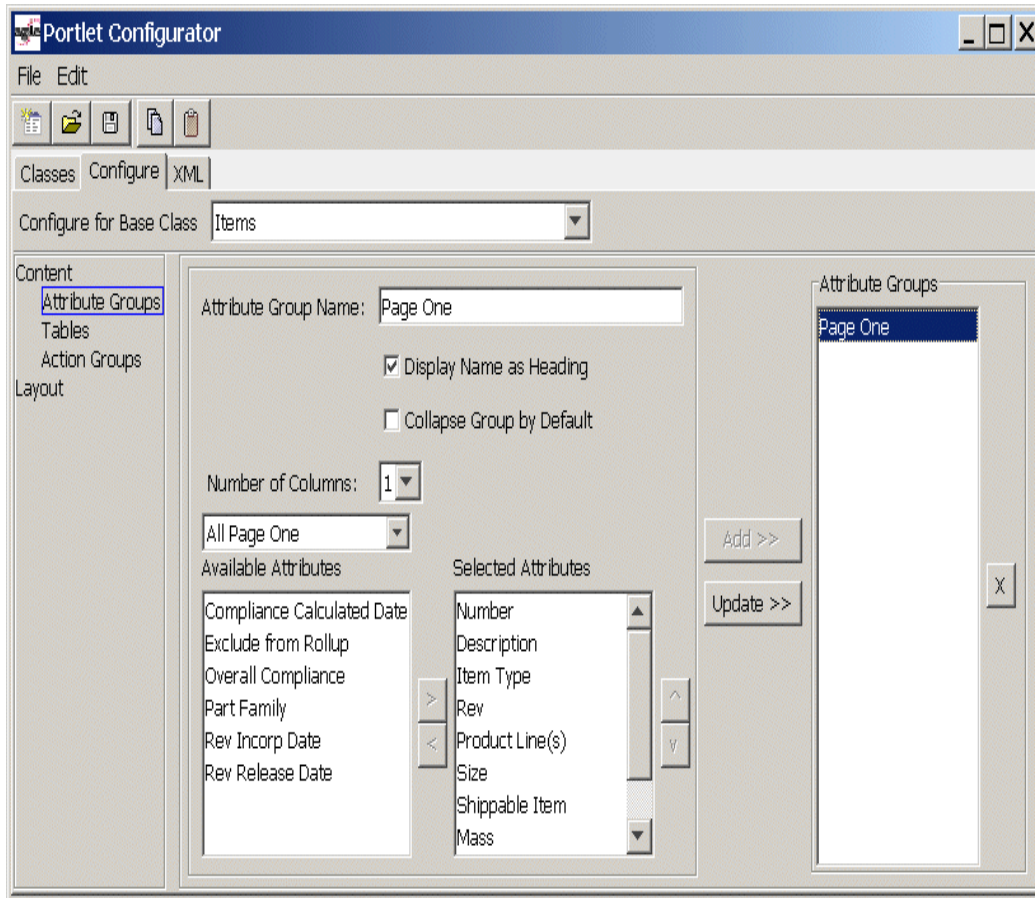 agile Portlet Configurator
File Edit
Classes Configure XML
Configure for Base Class Items
Content
Attribute Groups
Tables
Action Groups
Layout
Attribute Group Name: Page One
Display Name as Heading
Collapse Group by Default
Number of Columns: 1
All Page One
Available Attributes
Compliance Calculated Date
Exclude from Rollup
Overall Compliance
Part Family
Rev Incorp Date
Rev Release Date
>
<
Selected Attributes
Number
Description
Item Type
Rev
Product Line(s)
Size
Shippable Item
Mass
^
v
Add >>
Update >>
Attribute Groups
Page One
X